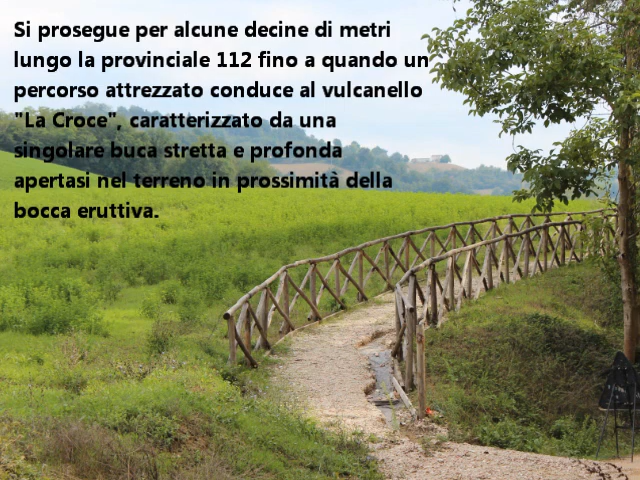 Si prosegue per alcune decine di metri
lungo la provinciale 112 fino a quando un
percorso attrezzato conduce al vulcanello
"La Croce", caratterizzato da una
singolare buca stretta e profonda
apertasi nel terreno in prossimità della
bocca eruttiva.